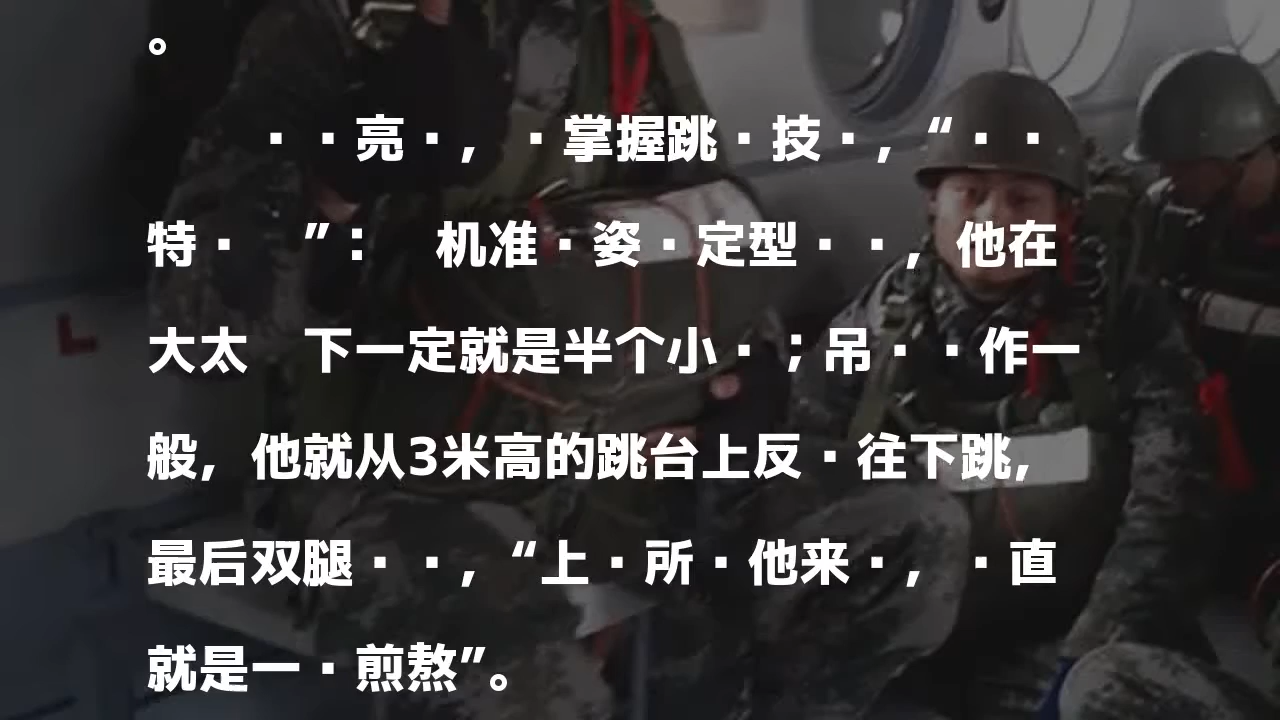 。
· · 亮 · ， · 掌握跳 · 技 · ，“ · ·
特 · ”： 机准 · 姿 · 定型 · · ，他在
大太 下一定就是半个小 · ；吊 · · 作一
般，他就从3米高的跳台上反 · 往下跳，
最后双腿 · · ，“上 · 所 · 他来 · ， · 直
就是一 · 煎熬”。